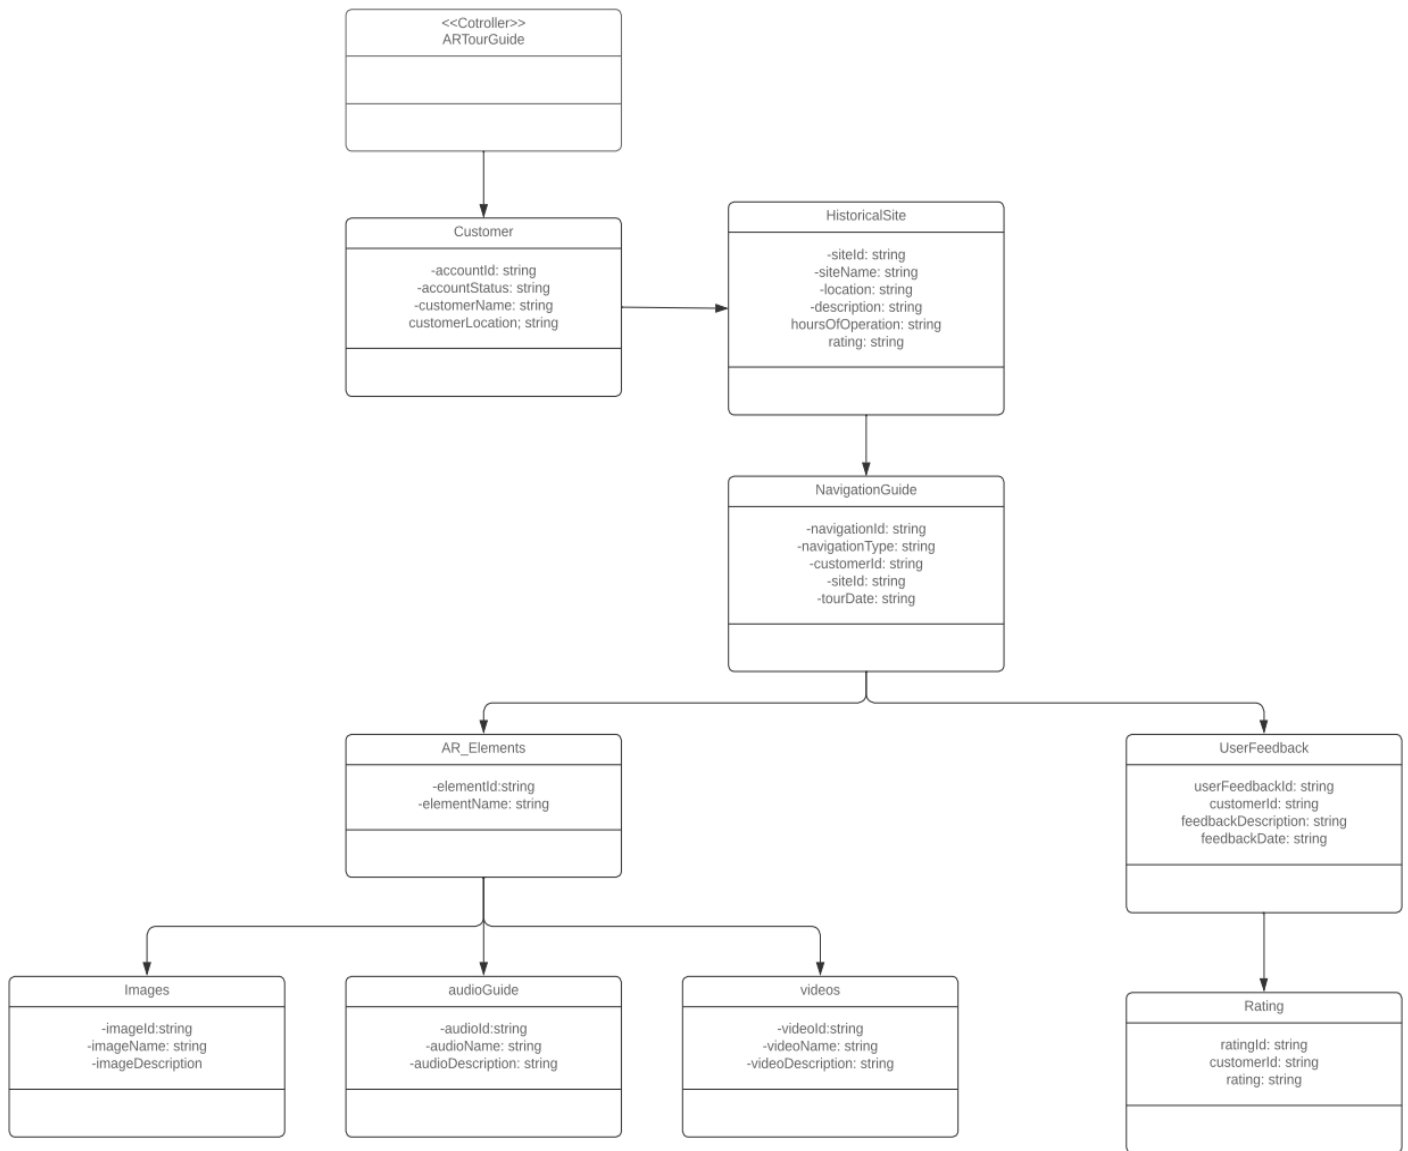 <<Cotroller>>
ARTourGuide
Customer
-accountId: string
-accountStatus: string
-customerName: string
customerLocation; string
HistoricalSite
-siteId: string
-siteName: string
-location: string
-description: string
hoursOfOperation: string
rating: string
NavigationGuide
-navigationId: string
-navigationType: string
-customerId: string
-siteId: string
-tourDate: string
AR_Elements
-elementId:string
-elementName: string
UserFeedback
userFeedbackId: string
customerId: string
feedbackDescription: string
feedbackDate: string
Images
-imageId:string
-imageName: string
-imageDescription
audioGuide
-audioId:string
-audioName: string
-audioDescription: string
videos
-videoId:string
-videoName: string
-videoDescription: string
Rating
ratingId: string
customerId: string
rating: string